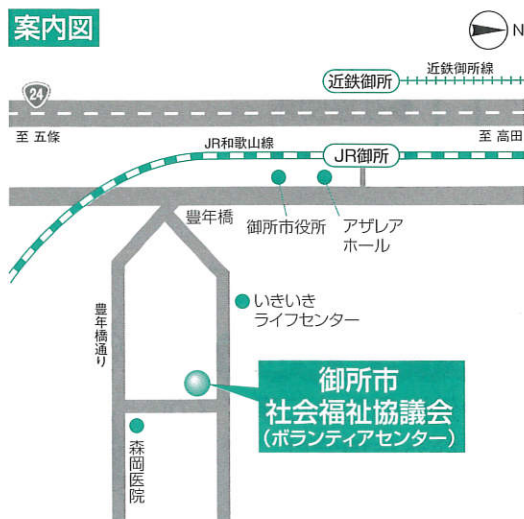 案内図
N
近鉄御所線
近鉄御所
24
至 五條
至 高田
JR和歌山線
JR御所
豊年橋
御所市役所
アザレア
ホール
いきいき
ライフセンター
豊年橋通り
御所市
社会福祉協議会
(ボランティアセンター)
森岡医院